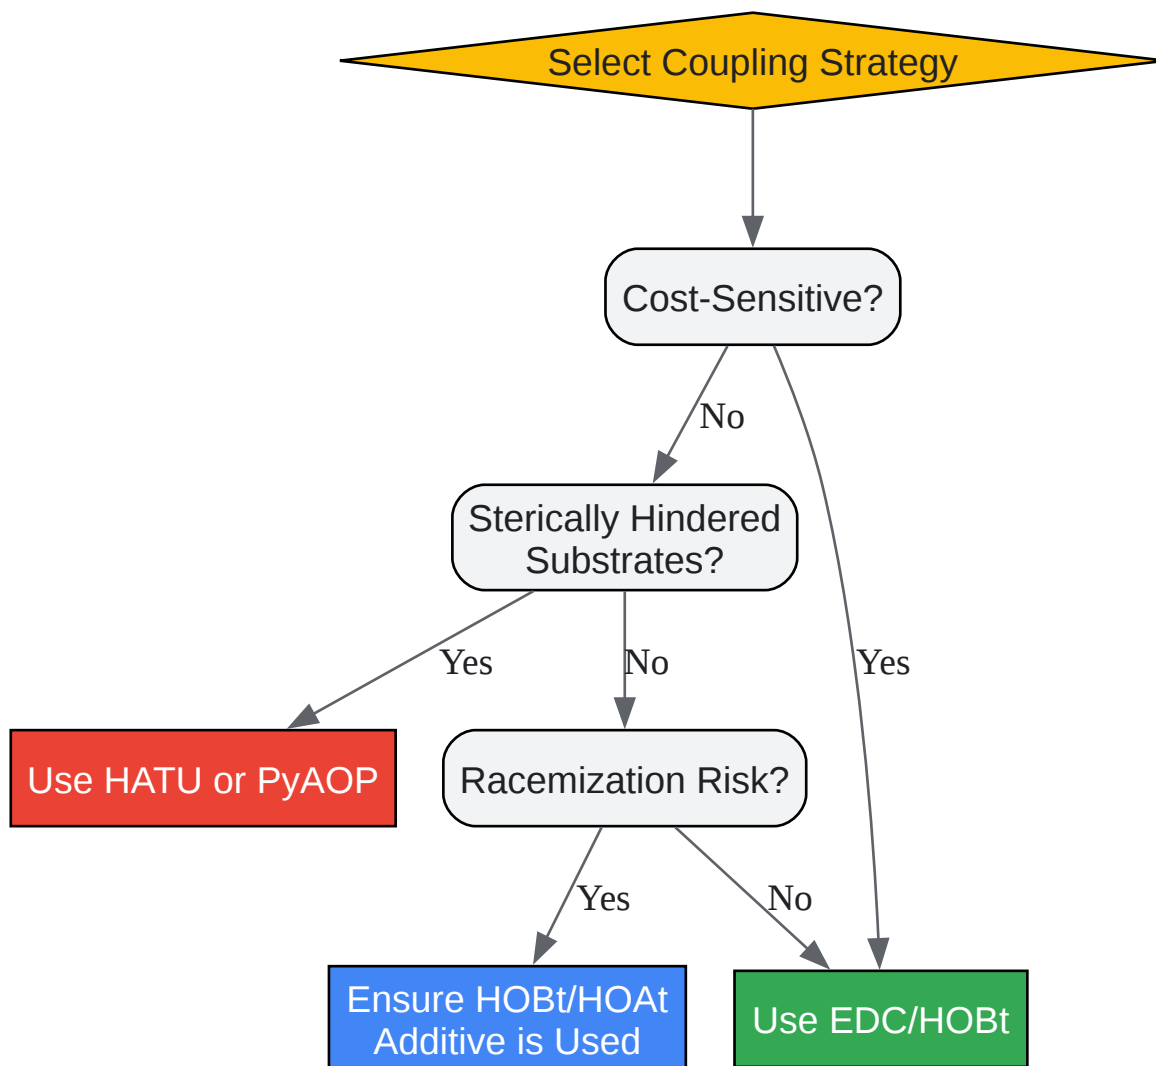 Select Coupling Strategy
Cost-Sensitive?
No
Sterically Hindered
Substrates?
Yes
No
Yes
Use HATU or PyAOP
Racemization Risk?
Yes
No
Ensure HOBt/HOAt
Additive is Used
Use EDC/HOBt